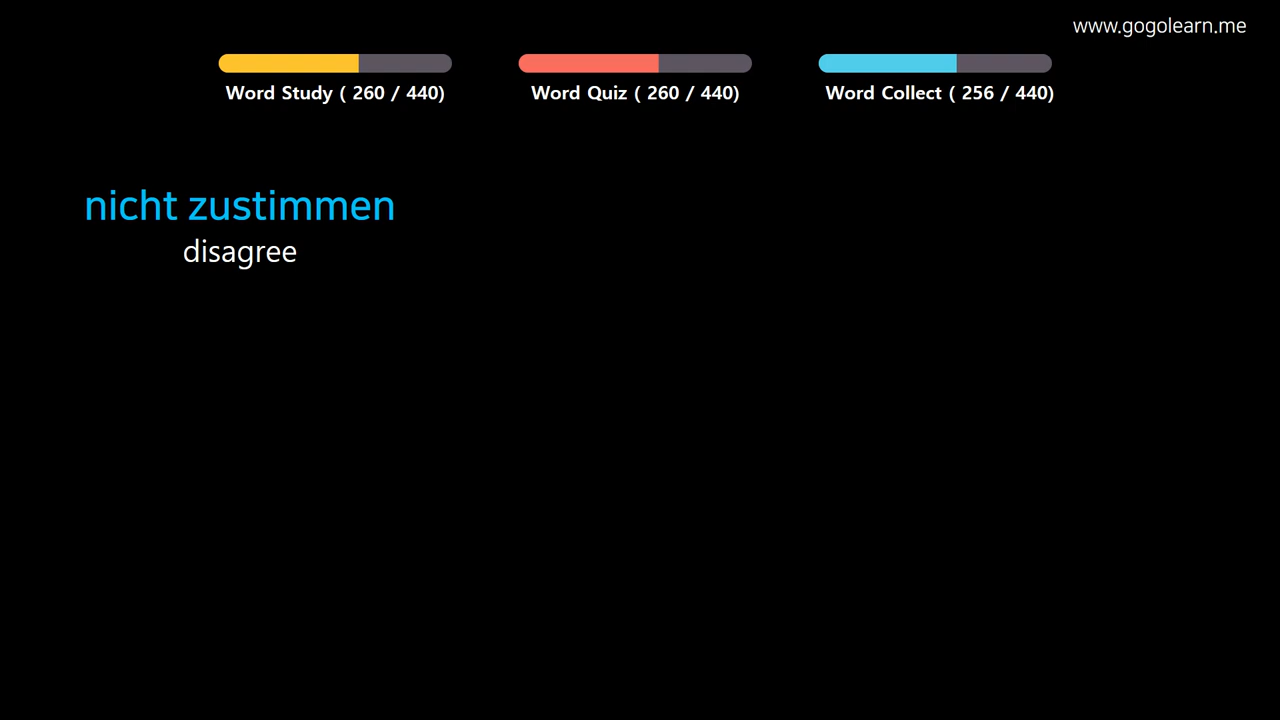 www.gogolearn.me
Word Study ( 260 / 440)
Word Quiz ( 260 / 440)
Word Collect ( 256 / 440)
nicht zustimmen
disagree